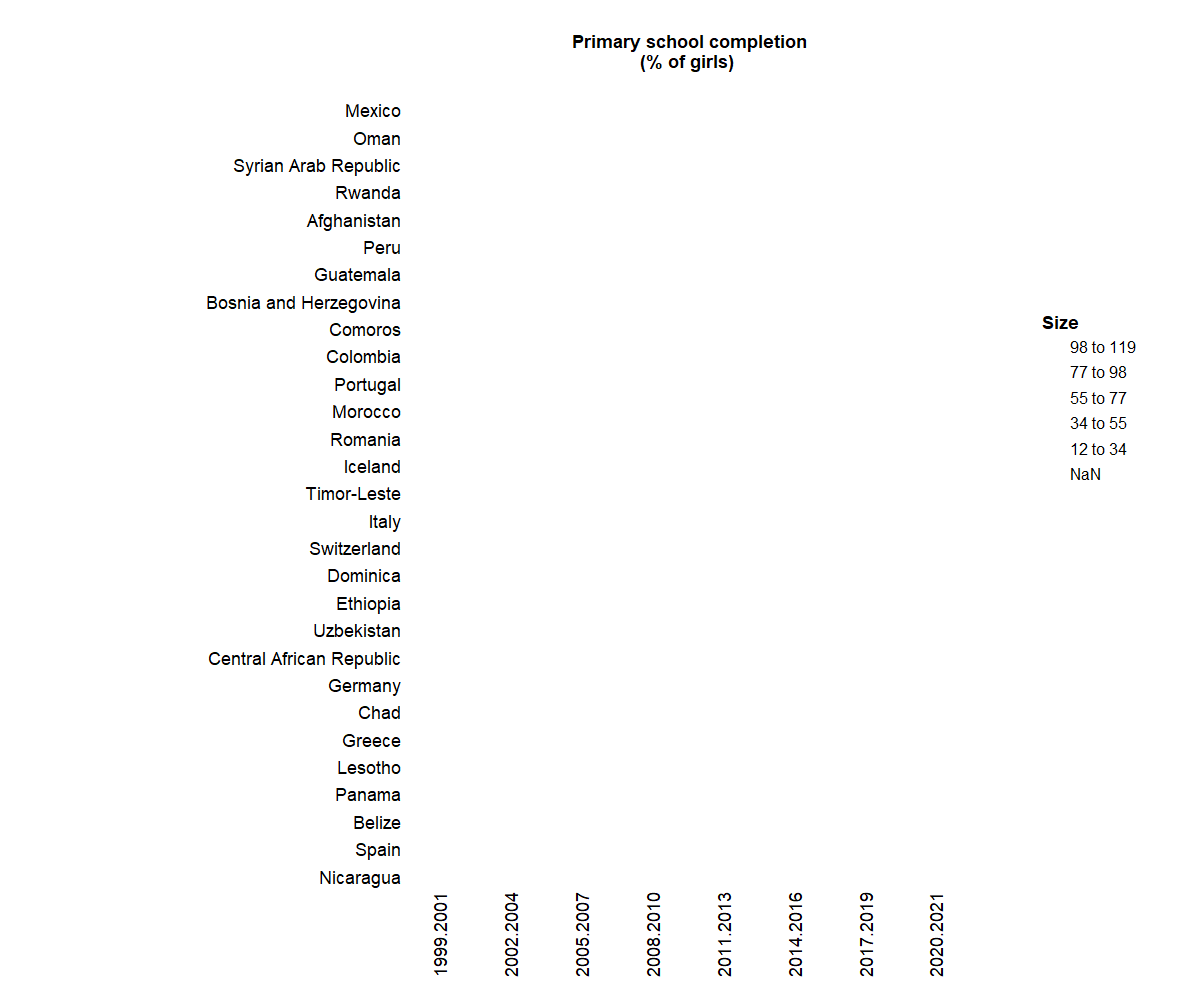 Primary school completion
(% of girls)
Mexico
Oman
Syrian Arab Republic
Rwanda
Afghanistan
Peru
Guatemala
Bosnia and Herzegovina
Comoros
Colombia
Portugal
Morocco
Romania
Iceland
Timor-Leste
Italy
Switzerland
Dominica
Ethiopia
Uzbekistan
Central African Republic
Germany
Chad
Greece
Lesotho
Panama
Belize
Spain
Nicaragua
1999.2001
2002.2004
2005.2007
2008.2010
2011.2013
2014.2016
2017.2019
2020.2021
Size
98 to 119
77 to 98
55 to 77
34 to 55
12 to 34
NaN